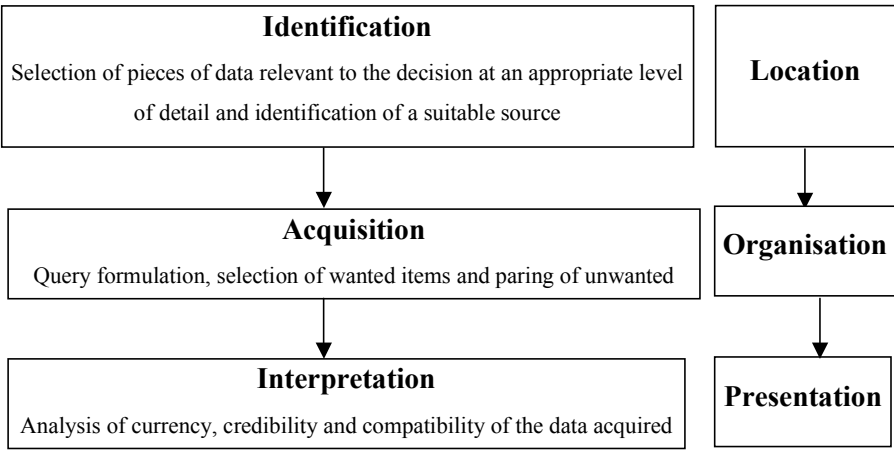 Identification
Selection of pieces of data relevant to the decision at an appropriate level
of detail and identification of a suitable source
Location
Acquisition
Query formulation, selection of wanted items and paring of unwanted
Organisation
Interpretation
Analysis of currency, credibility and compatibility of the data acquired
Presentation